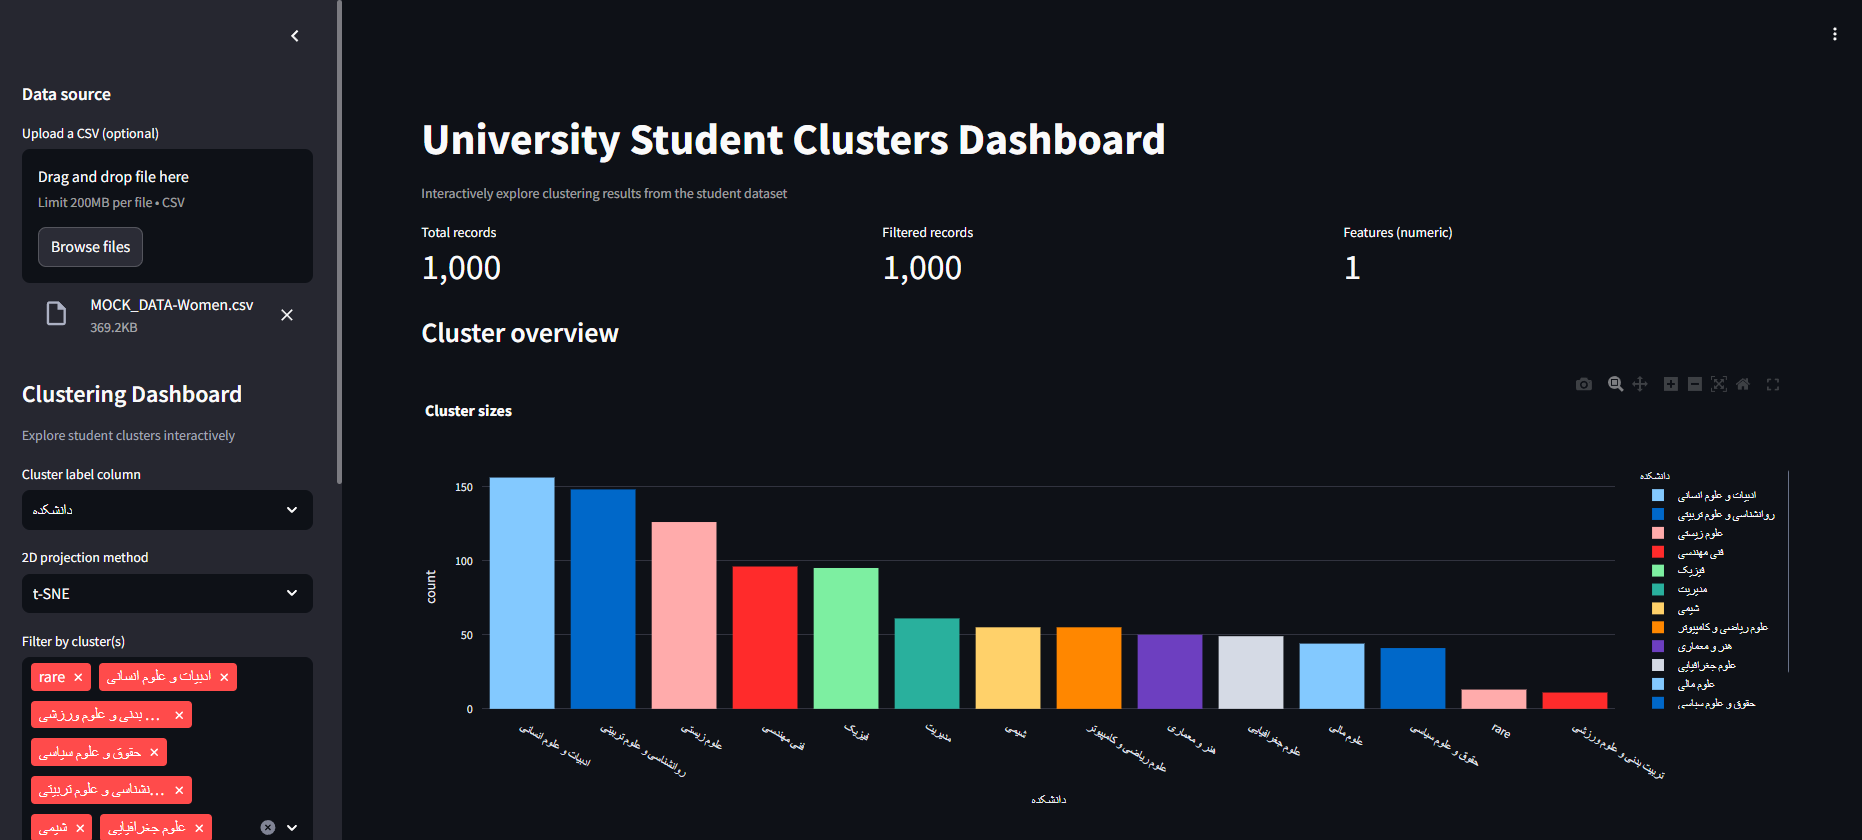 Data source
Upload a CSV (optional)
Drag and drop file here
Limit 200MB per file • CSV
Browse files
MOCK_DATA-Women.csv
369.2KB
Clustering Dashboard
Explore student clusters interactively
Cluster label column
دانشکده
2D projection method
t-SNE
Filter by cluster(s)
rare
ادبیات و علوم انسانی
... بدنی و علوم ورزشی
حقوق و علوم سیاسی
...نشناسی و علوم تربیتی
شیمی
علوم جغرافیایی
University Student Clusters Dashboard
Interactively explore clustering results from the student dataset
Total records
1,000
Filtered records
1,000
Features (numeric)
1
Cluster overview
Cluster sizes
count
150
100
50
0
ادبیات و علوم انسانی
روانشناسی و علوم تربیتی
علوم زیستی
فنی مهندسی
فیزیک
مدیریت
شیمی
علوم ریاضی و کامپیوتر
هنر و معماری
علوم جغرافیایی
علوم مالی
حقوق و علوم سیاسی
rare
تربیت بدنی و علوم ورزشی
دانشکده
دانشکده
ادبیات و علوم انسانی
روانشناسی و علوم تربیتی
علوم زیستی
فنی مهندسی
فیزیک
مدیریت
شیمی
علوم ریاضی و کامپیوتر
هنر و معماری
علوم جغرافیایی
علوم مالی
حقوق و علوم سیاسی